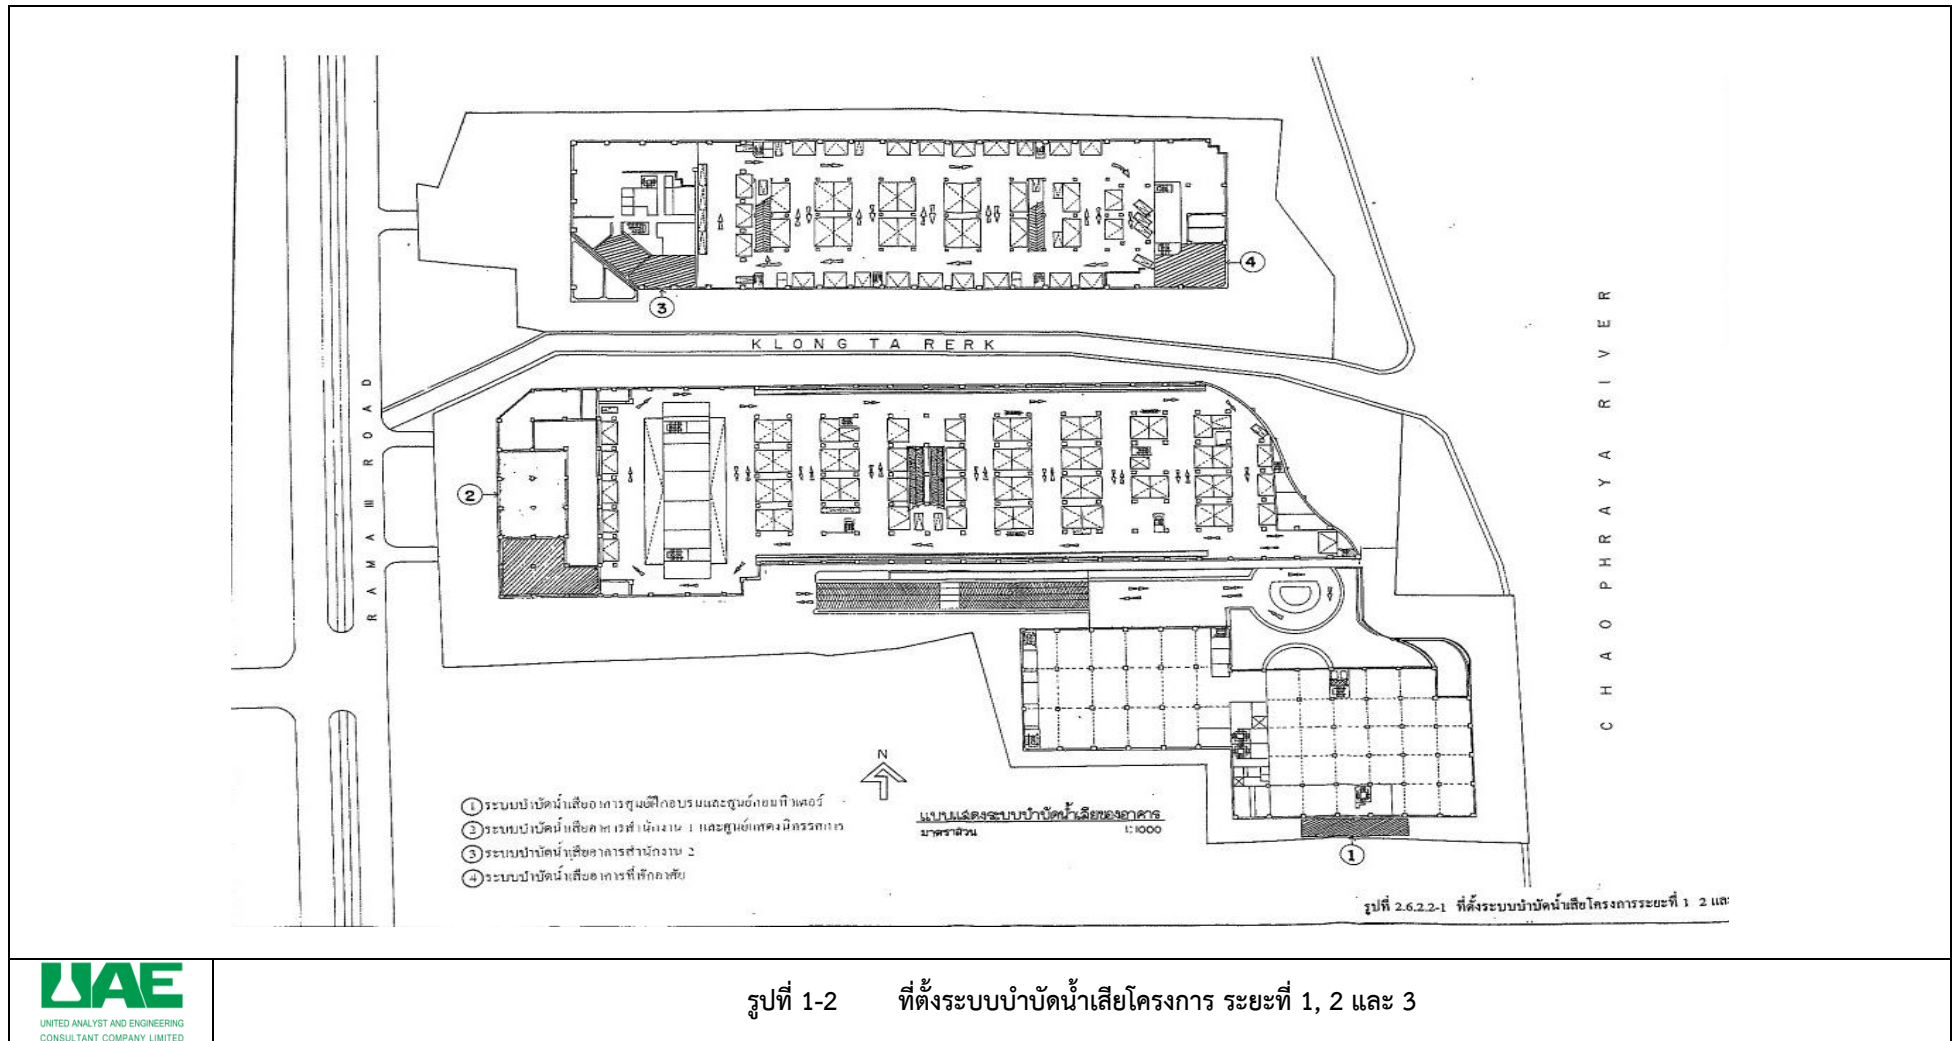 KLONG TA RERK
RAMA III ROAD
CHAO PHRAYA RIVER
4
3
2
N
① ระบบบำบัดน้ำเสียอาคารศูนย์ฝึกอบรมและศูนย์คอมพิวเตอร์
② ระบบบำบัดน้ำเสียอาคารสำนักงาน 1 และศูนย์แสดงนิทรรศการ
③ ระบบบำบัดน้ำเสียอาคารสำนักงาน 2
④ ระบบบำบัดน้ำเสียอาคารที่พักอาศัย
แบบแสดงระบบบำบัดน้ำเสียของอาคาร
มาตราส่วน 1:1000
1
รูปที่ 2.6.2.2-1 ที่ตั้งระบบบำบัดน้ำเสียโครงการระยะที่ 1 2 และ
UAE
UNITED ANALYST AND ENGINEERING
CONSULTANT COMPANY LIMITED
รูปที่ 1-2 ที่ตั้งระบบบำบัดน้ำเสียโครงการ ระยะที่ 1, 2 และ 3